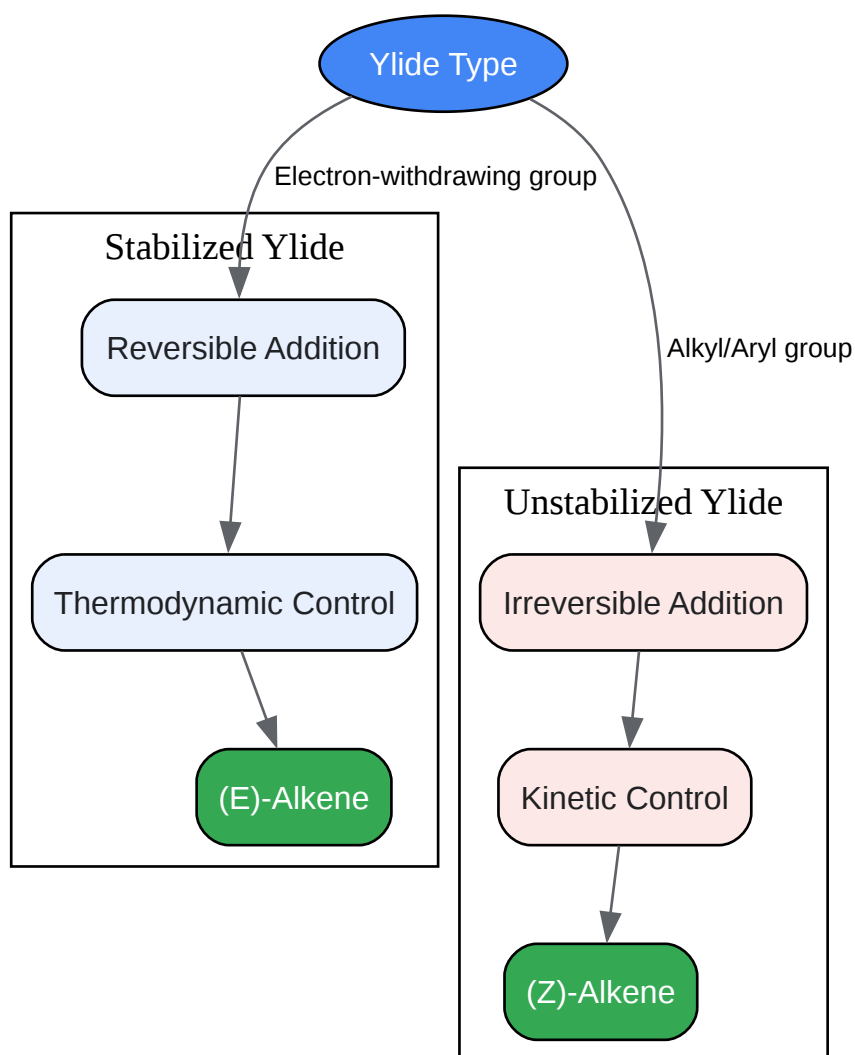 Ylide Type
Electron-withdrawing group
Stabilized Ylide
Reversible Addition
Alkyl/Aryl group
Unstabilized Ylide
Thermodynamic Control
Irreversible Addition
(E)-Alkene
Kinetic Control
(Z)-Alkene